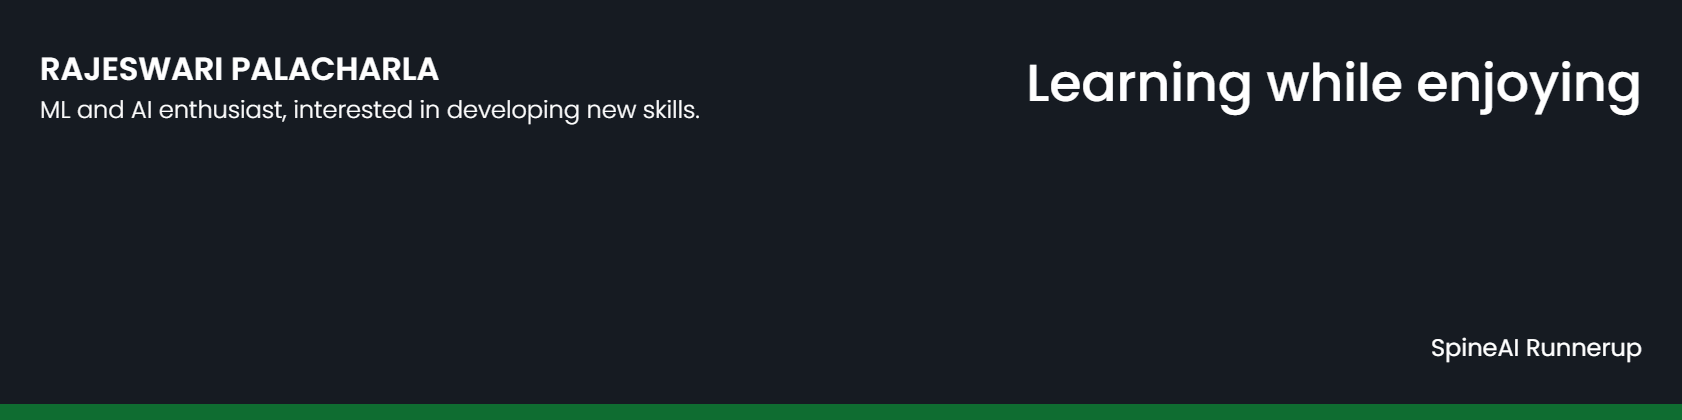 RAJESWARI PALACHARLA
ML and AI enthusiast, interested in developing new skills.
Learning while enjoying
SpineAI Runnerup